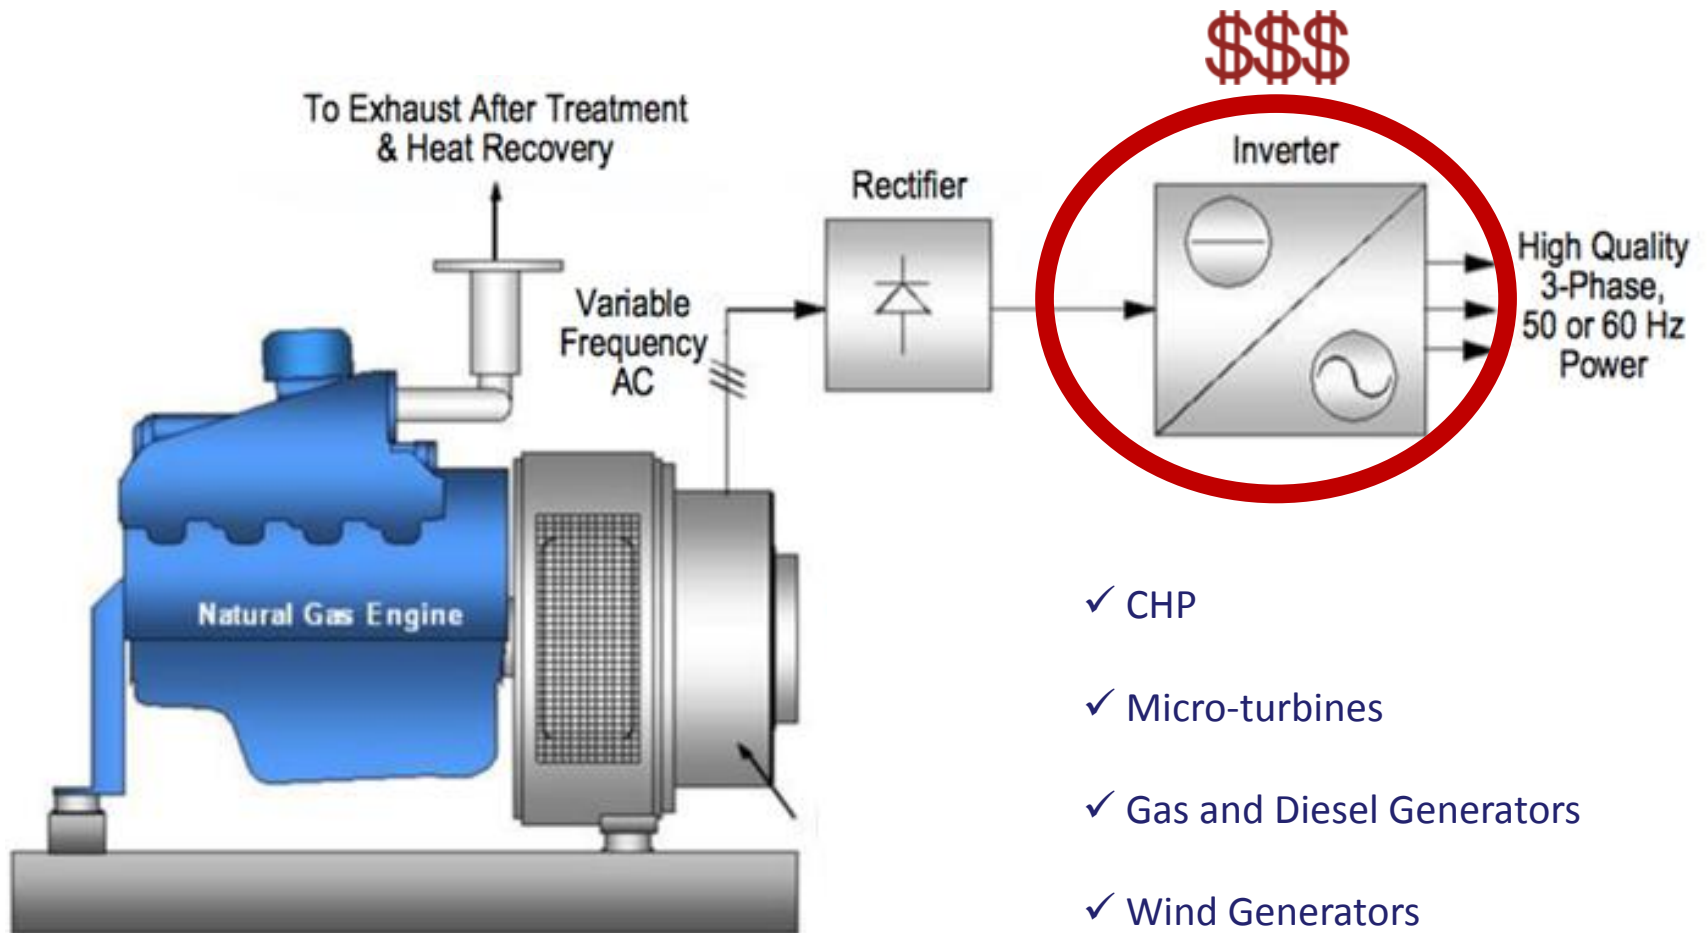 $$$
To Exhaust After Treatment
& Heat Recovery
Rectifier
Inverter
Variable
Frequency
AC
High Quality
3-Phase,
50 or 60 Hz
Power
Natural Gas Engine
✓ CHP
✓ Micro-turbines
✓ Gas and Diesel Generators
✓ Wind Generators